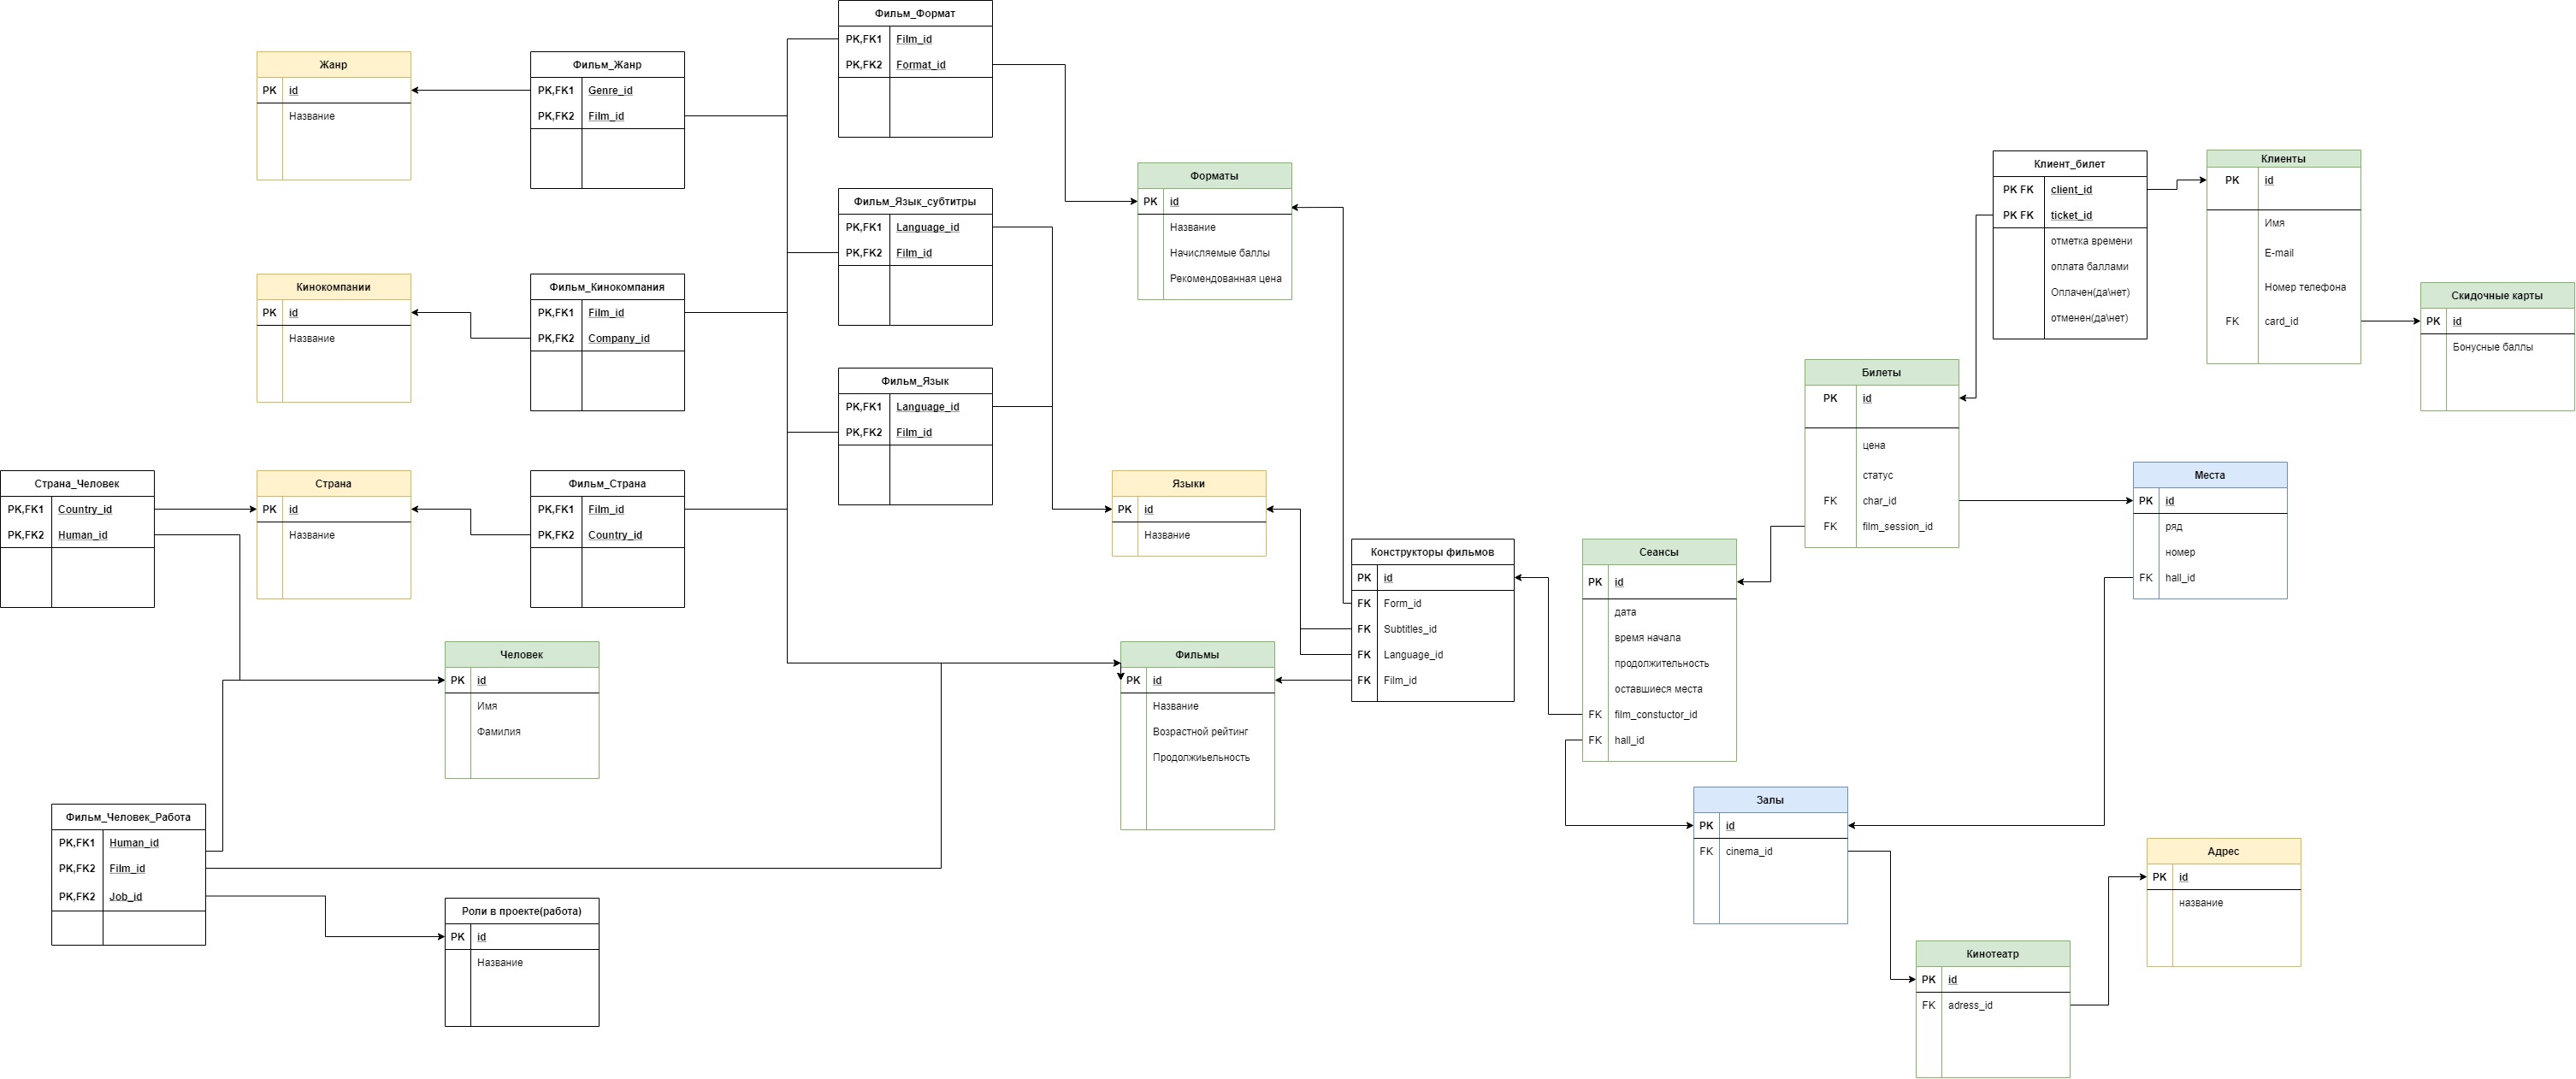 Фильм_Формат
PK,FK1 Film_id
PK,FK2 Format_id
Жанр
PK id
Название
Фильм_Жанр
PK,FK1 Genre_id
PK,FK2 Film_id
Форматы
PK id
Название
Начисляемые баллы
Рекомендованная цена
Клиент_билет
PK FK client_id
PK FK ticket_id
отметка времени
оплата баллами
Оплачен(да\нет)
отменен(да\нет)
Клиенты
PK id
Имя
E-mail
Номер телефона
FK card_id
Фильм_Язык_субтитры
PK,FK1 Language_id
PK,FK2 Film_id
Кинокомпании
PK id
Название
Фильм_Кинокомпания
PK,FK1 Film_id
PK,FK2 Company_id
Скидочные карты
PK id
Бонусные баллы
Фильм_Язык
PK,FK1 Language_id
PK,FK2 Film_id
Билеты
PK id
цена
статус
FK char_id
FK film_session_id
Места
PK id
ряд
номер
FK hall_id
Страна_Человек
PK,FK1 Country_id
PK,FK2 Human_id
Страна
PK id
Название
Фильм_Страна
PK,FK1 Film_id
PK,FK2 Country_id
Языки
PK id
Название
Конструкторы фильмов
PK id
FK Form_id
FK Subtitles_id
FK Language_id
FK Film_id
Сеансы
PK id
дата
время начала
продолжительность
оставшиеся места
FK film_constuctor_id
FK hall_id
Человек
PK id
Имя
Фамилия
Фильмы
PK id
Название
Возрастной рейтинг
Продолжиьельность
Залы
PK id
FK cinema_id
Фильм_Человек_Работа
PK,FK1 Human_id
PK,FK2 Film_id
PK,FK2 Job_id
Адрес
PK id
название
Роли в проекте(работа)
PK id
Название
Кинотеатр
PK id
FK adress_id